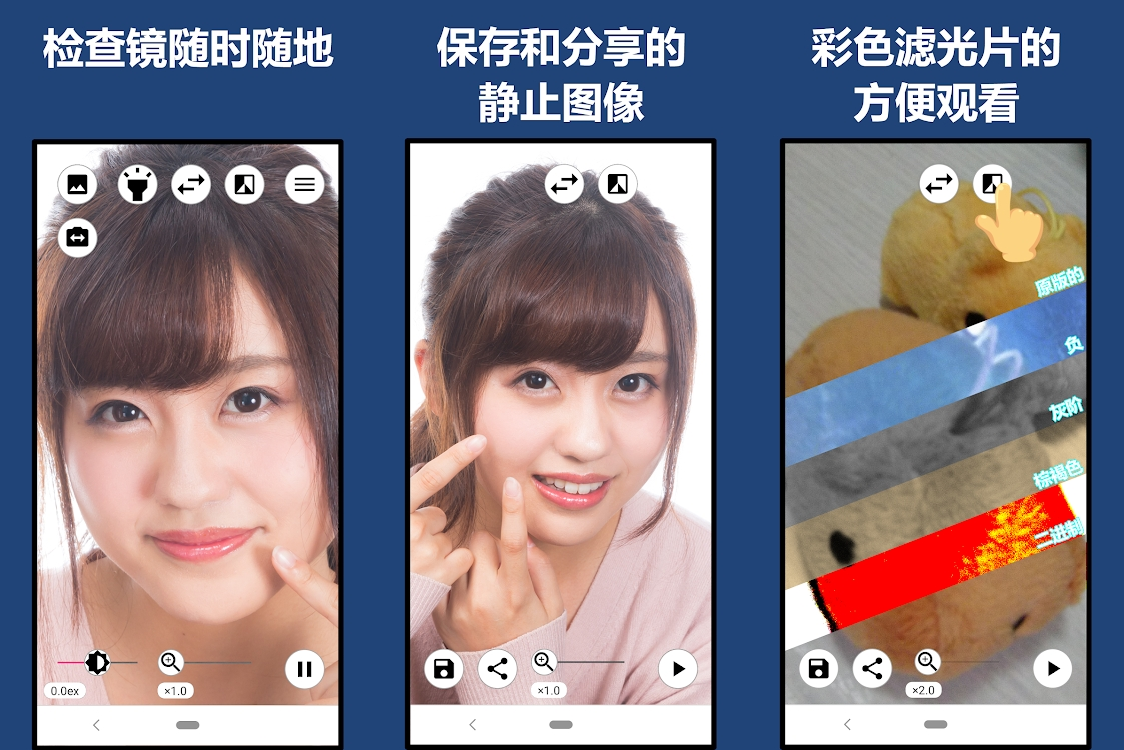 检查镜随时随地
0.0ex
×1.0
保存和分享的
静止图像
×1.0
彩色滤光片的
方便观看
原版的
负
灰阶
棕褐色
二进制
×2.0